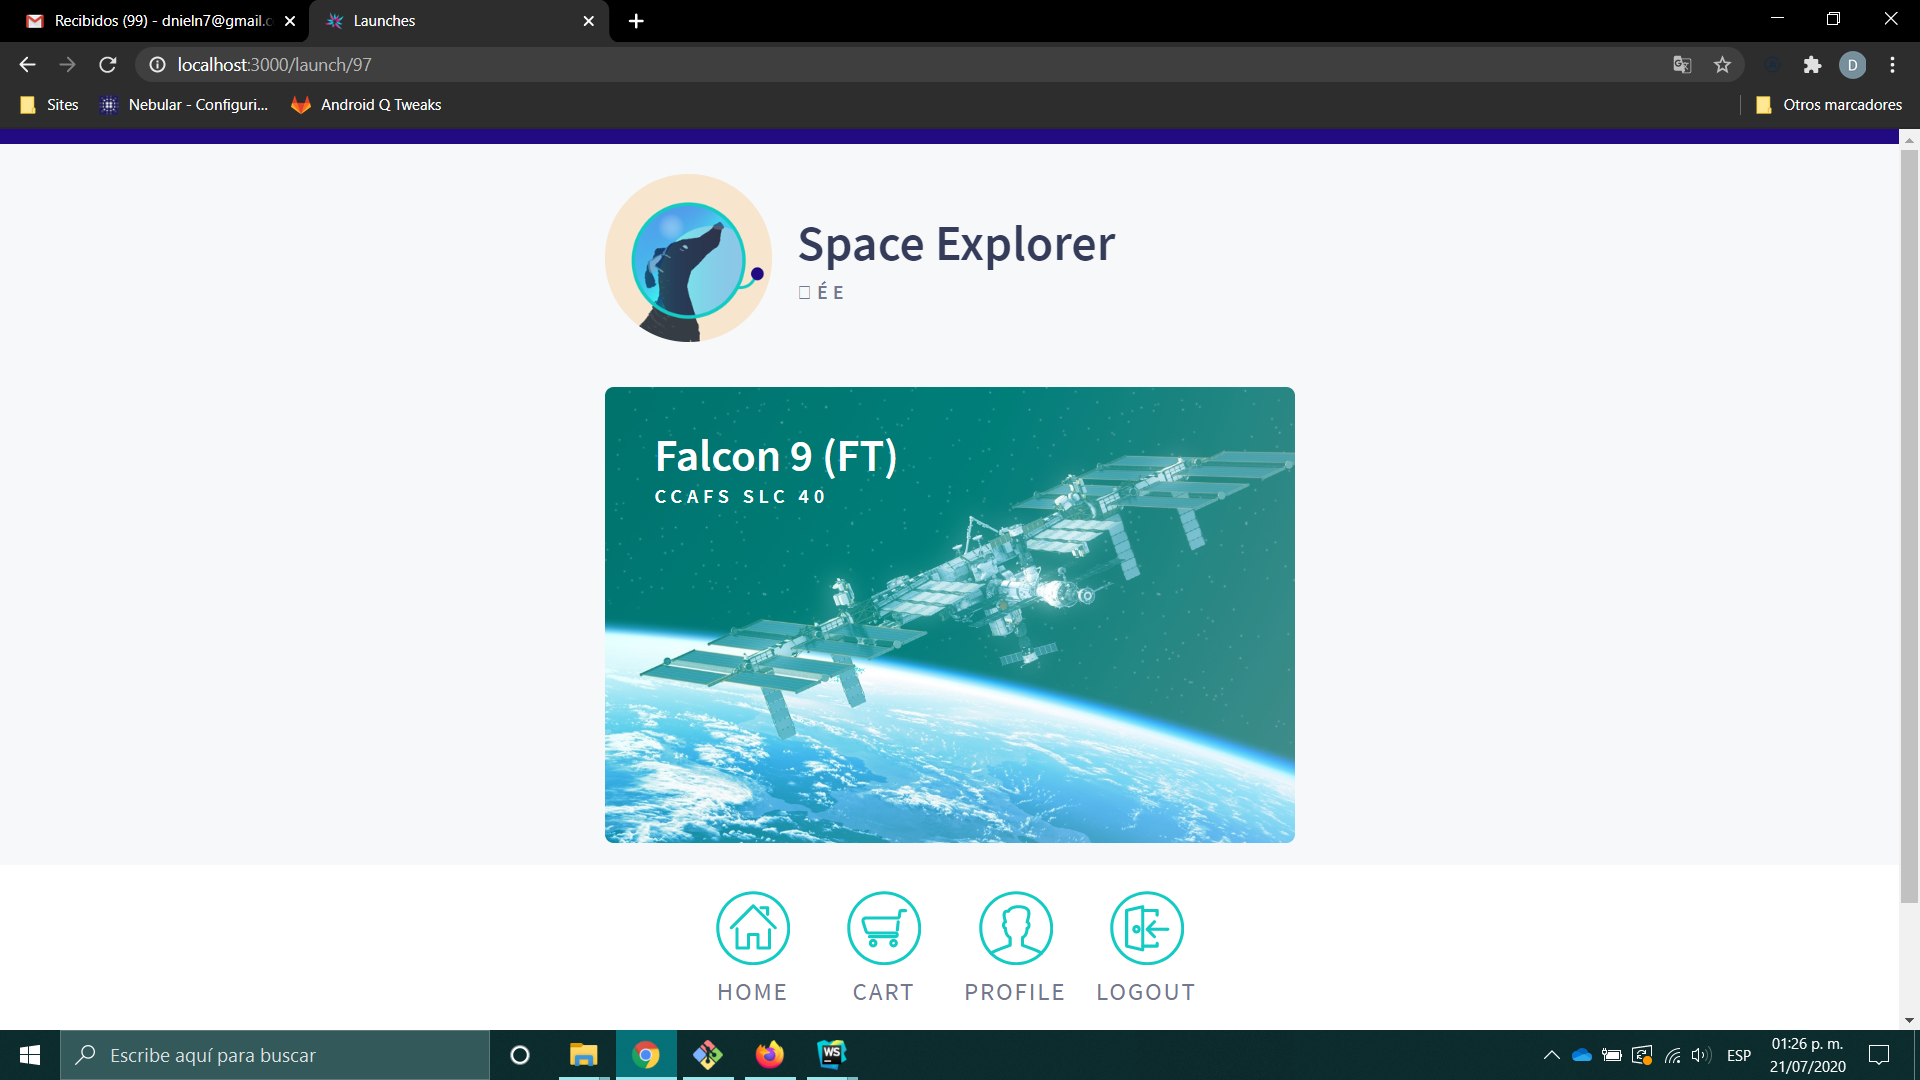 Recibidos (99) - dnieln7@gmail.c
Launches
localhost:3000/launch/97
D
Sites
Nebular - Configuri...
Android Q Tweaks
Otros marcadores
Space Explorer
É E
Falcon 9 (FT)
CCAFS SLC 40
HOME
CART
PROFILE
LOGOUT
Escribe aquí para buscar
WS
ESP
01:26 p. m.
21/07/2020